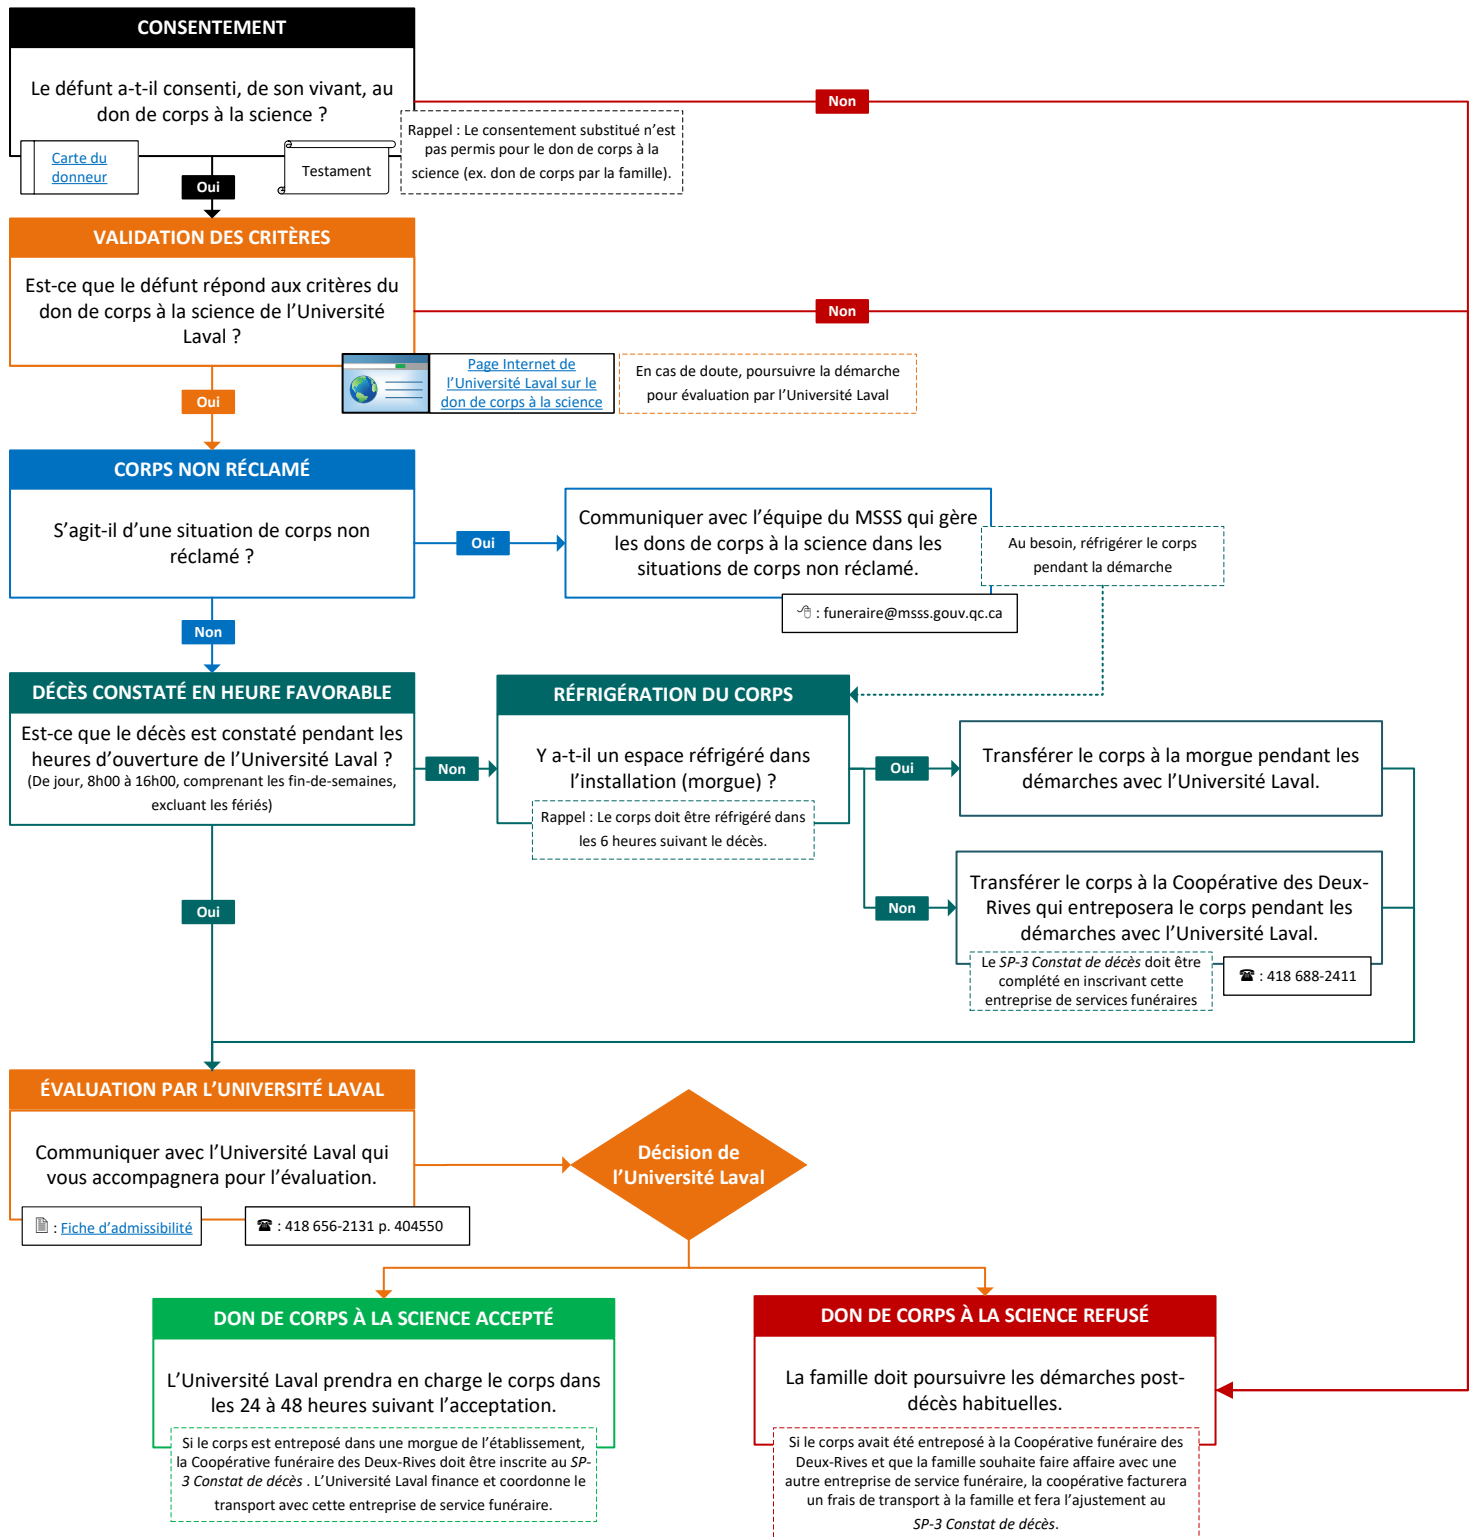 CONSENTEMENT
Le défunt a-t-il consenti, de son vivant, au
don de corps à la science ?
Non
Rappel : Le consentement substitué n’est
pas permis pour le don de corps à la
science (ex. don de corps par la famille).
Carte du
donneur
Testament
Oui
VALIDATION DES CRITÈRES
Est-ce que le défunt répond aux critères du
don de corps à la science de l’Université
Laval ?
Non
Page Internet de
l’Université Laval sur le
don de corps à la science
En cas de doute, poursuivre la démarche
pour évaluation par l’Université Laval
Oui
CORPS NON RÉCLAMÉ
S’agit-il d’une situation de corps non
réclamé ?
Oui
Communiquer avec l’équipe du MSSS qui gère
les dons de corps à la science dans les
situations de corps non réclamé.
: funeraire@msss.gouv.qc.ca
Au besoin, réfrigérer le corps
pendant la démarche
Non
DÉCÈS CONSTATÉ EN HEURE FAVORABLE
Est-ce que le décès est constaté pendant les
heures d’ouverture de l’Université Laval ?
(De jour, 8h00 à 16h00, comprenant les fin-de-semaines,
excluant les fériés)
Non
RÉFRIGÉRATION DU CORPS
Y a-t-il un espace réfrigéré dans
l’installation (morgue) ?
Rappel : Le corps doit être réfrigéré dans
les 6 heures suivant le décès.
Oui
Transférer le corps à la morgue pendant les
démarches avec l’Université Laval.
Non
Transférer le corps à la Coopérative des Deux-
Rives qui entreposera le corps pendant les
démarches avec l’Université Laval.
Le SP-3 Constat de décès doit être
complété en inscrivant cette
entreprise de services funéraires
☎ : 418 688-2411
Oui
ÉVALUATION PAR L’UNIVERSITÉ LAVAL
Communiquer avec l’Université Laval qui
vous accompagnera pour l’évaluation.
: Fiche d’admissibilité
☎ : 418 656-2131 p. 404550
Décision de
l’Université Laval
DON DE CORPS À LA SCIENCE ACCEPTÉ
L’Université Laval prendra en charge le corps dans
les 24 à 48 heures suivant l’acceptation.
Si le corps est entreposé dans une morgue de l’établissement,
la Coopérative funéraire des Deux-Rives doit être inscrite au SP-
3 Constat de décès . L’Université Laval finance et coordonne le
transport avec cette entreprise de service funéraire.
DON DE CORPS À LA SCIENCE REFUSÉ
La famille doit poursuivre les démarches post-
décès habituelles.
Si le corps avait été entreposé à la Coopérative funéraire des
Deux-Rives et que la famille souhaite faire affaire avec une
autre entreprise de service funéraire, la coopérative facturera
un frais de transport à la famille et fera l’ajustement au
SP-3 Constat de décès.